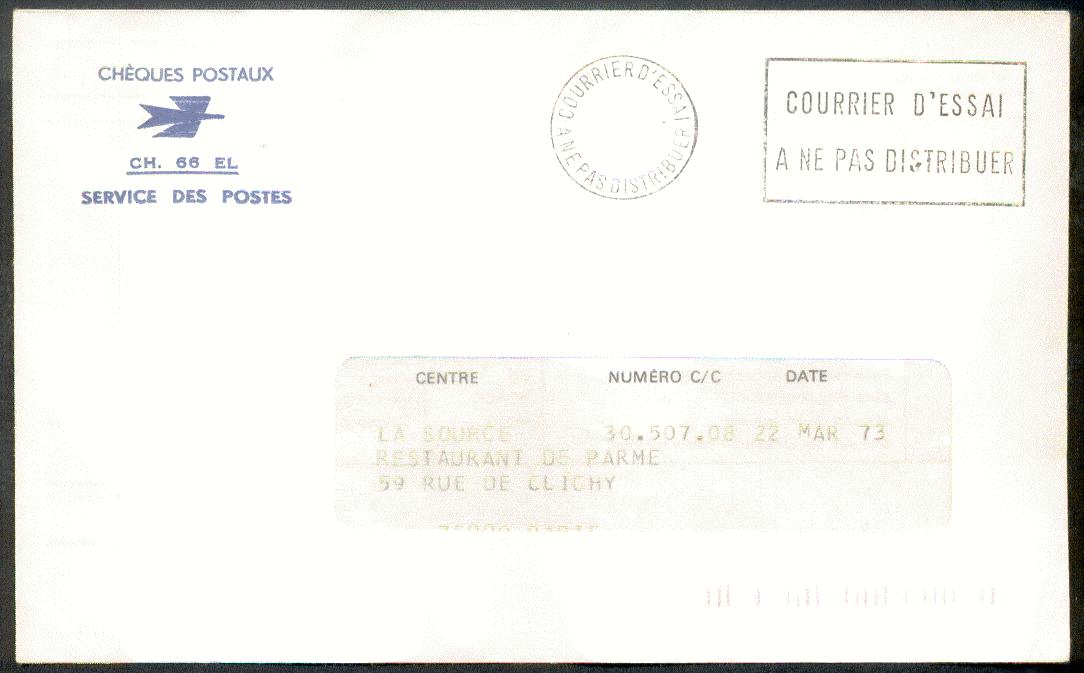 CHÈQUES POSTAUX
CH. 66 EL
SERVICE DES POSTES
COURRIER D'ESSAI
A NE PAS DISTRIBUER
COURRIER D'ESSAI
A NE PAS DISTRIBUER
CENTRE NUMÉRO C/C DATE
LA SOURCE 30.507.08 22 MAR 73
RESTAURANT DE PARME
59 RUE DE CLICHY